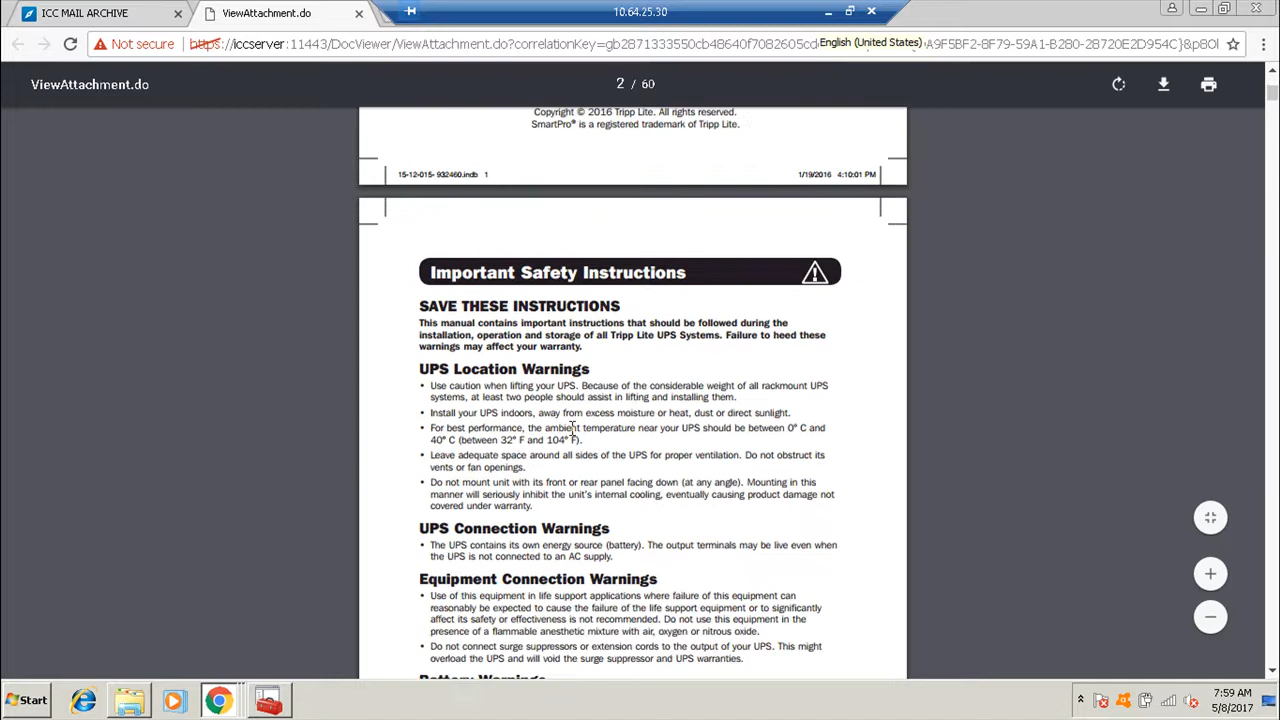 ICC MAIL ARCHIVE
ViewAttachment.do
10.64.25.30
Not secure
https://iccserver:11443/DocViewer/ViewAttachment.do?correlationKey=gb2871333550cb48640f7082605cd
English (United States)
A9F5BF2-8F79-59A1-B280-2B720E2D954C}&p8Ol
ViewAttachment.do
2 / 60
Copyright © 2016 Tripp Lite. All rights reserved.
SmartPro® is a registered trademark of Tripp Lite.
15-12-015- 932460.indb 1
1/19/2016 4:10:01 PM
Important Safety Instructions
SAVE THESE INSTRUCTIONS
This manual contains important instructions that should be followed during the
installation, operation and storage of all Tripp Lite UPS Systems. Failure to heed these
warnings may affect your warranty.
UPS Location Warnings
• Use caution when lifting your UPS. Because of the considerable weight of all rackmount UPS
systems, at least two people should assist in lifting and installing them.
• Install your UPS indoors, away from excess moisture or heat, dust or direct sunlight.
• For best performance, the ambient temperature near your UPS should be between 0° C and
40° C (between 32° F and 104° F).
• Leave adequate space around all sides of the UPS for proper ventilation. Do not obstruct its
vents or fan openings.
• Do not mount unit with its front or rear panel facing down (at any angle). Mounting in this
manner will seriously inhibit the unit's internal cooling, eventually causing product damage not
covered under warranty.
UPS Connection Warnings
• The UPS contains its own energy source (battery). The output terminals may be live even when
the UPS is not connected to an AC supply.
Equipment Connection Warnings
• Use of this equipment in life support applications where failure of this equipment can
reasonably be expected to cause the failure of the life support equipment or to significantly
affect its safety or effectiveness is not recommended. Do not use this equipment in the
presence of a flammable anesthetic mixture with air, oxygen or nitrous oxide.
• Do not connect surge suppressors or extension cords to the output of your UPS. This might
overload the UPS and will void the surge suppressor and UPS warranties.
Battery Warnings
Start
7:59 AM
5/8/2017